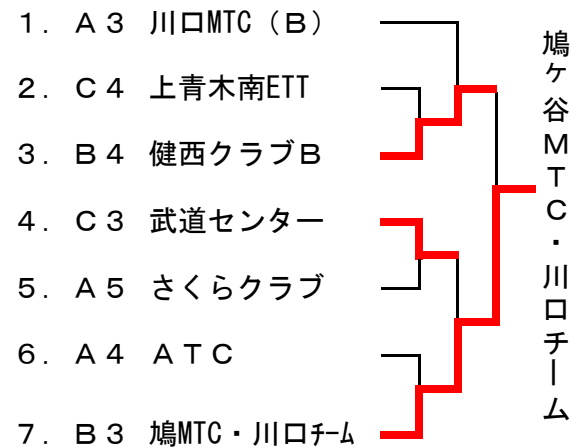 1. A3 川口MTC（B）
2. C4 上青木南ETT
3. B4 健西クラブB
4. C3 武道センター
5. A5 さくらクラブ
6. A4 ATC
7. B3 鳩MTC・川口ﾁｰﾑ
鳩ヶ谷MTC・川口チーム